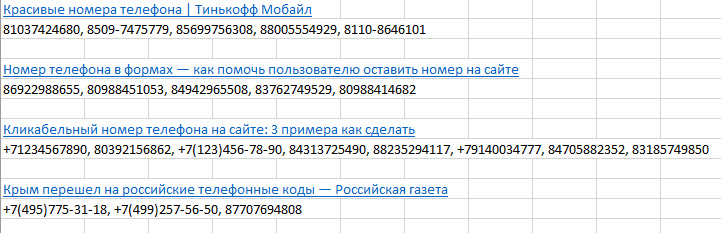 Красивые номера телефона | Тинькофф Мобайл
81037424680, 8509-7475779, 85699756308, 88005554929, 8110-8646101
Номер телефона в формах — как помочь пользователю оставить номер на сайте
86922988655, 80988451053, 84942965508, 83762749529, 80988414682
Кликабельный номер телефона на сайте: 3 примера как сделать
+71234567890, 80392156862, +7(123)456-78-90, 84313725490, 88235294117, +79140034777, 84705882352, 83185749850
Крым перешел на российские телефонные коды — Российская газета
+7(495)775-31-18, +7(499)257-56-50, 87707694808